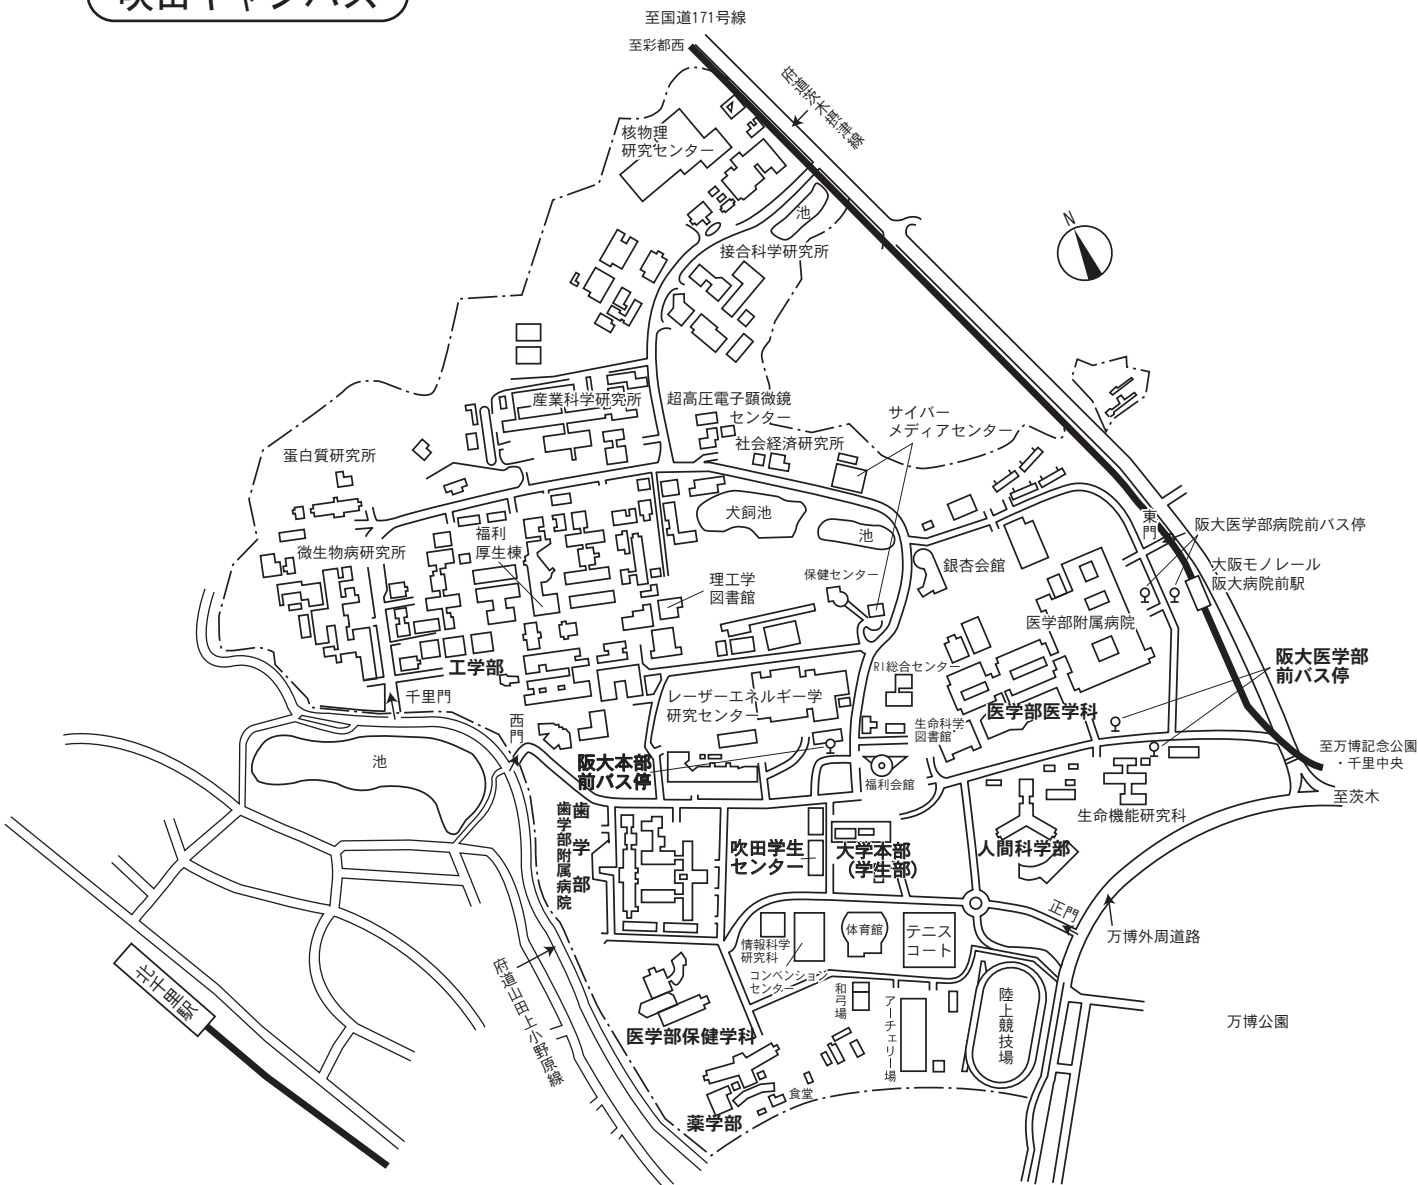 吹田キャンパス
至国道171号線
至彩都西
府道茨木摂津線
核物理
研究センター
池
接合科学研究所
N
産業科学研究所
超高圧電子顕微鏡
センター
サイバー
メディアセンター
社会経済研究所
蛋白質研究所
犬飼池
池
東門
阪大医学部病院前バス停
福利
厚生棟
微生物病研究所
銀杏会館
大阪モノレール
阪大病院前駅
保健センター
理工学
図書館
医学部附属病院
工学部
RI総合センター
阪大医学部
前バス停
千里門
レーザーエネルギー学
研究センター
医学部医学科
西門
生命科学
図書館
池
阪大本部
前バス停
至万博記念公園
・千里中央
福利会館
至茨木
歯学部
歯学部附属病院
生命機能研究科
吹田学生
センター
大学本部
(学生部)
人間科学部
正門
万博外周道路
体育館
テニス
コート
情報科学
研究科
コンベンション
センター
北千里駅
府道山田上小野原線
和弓場
アーチェリー場
陸上競技場
万博公園
医学部保健学科
食堂
薬学部